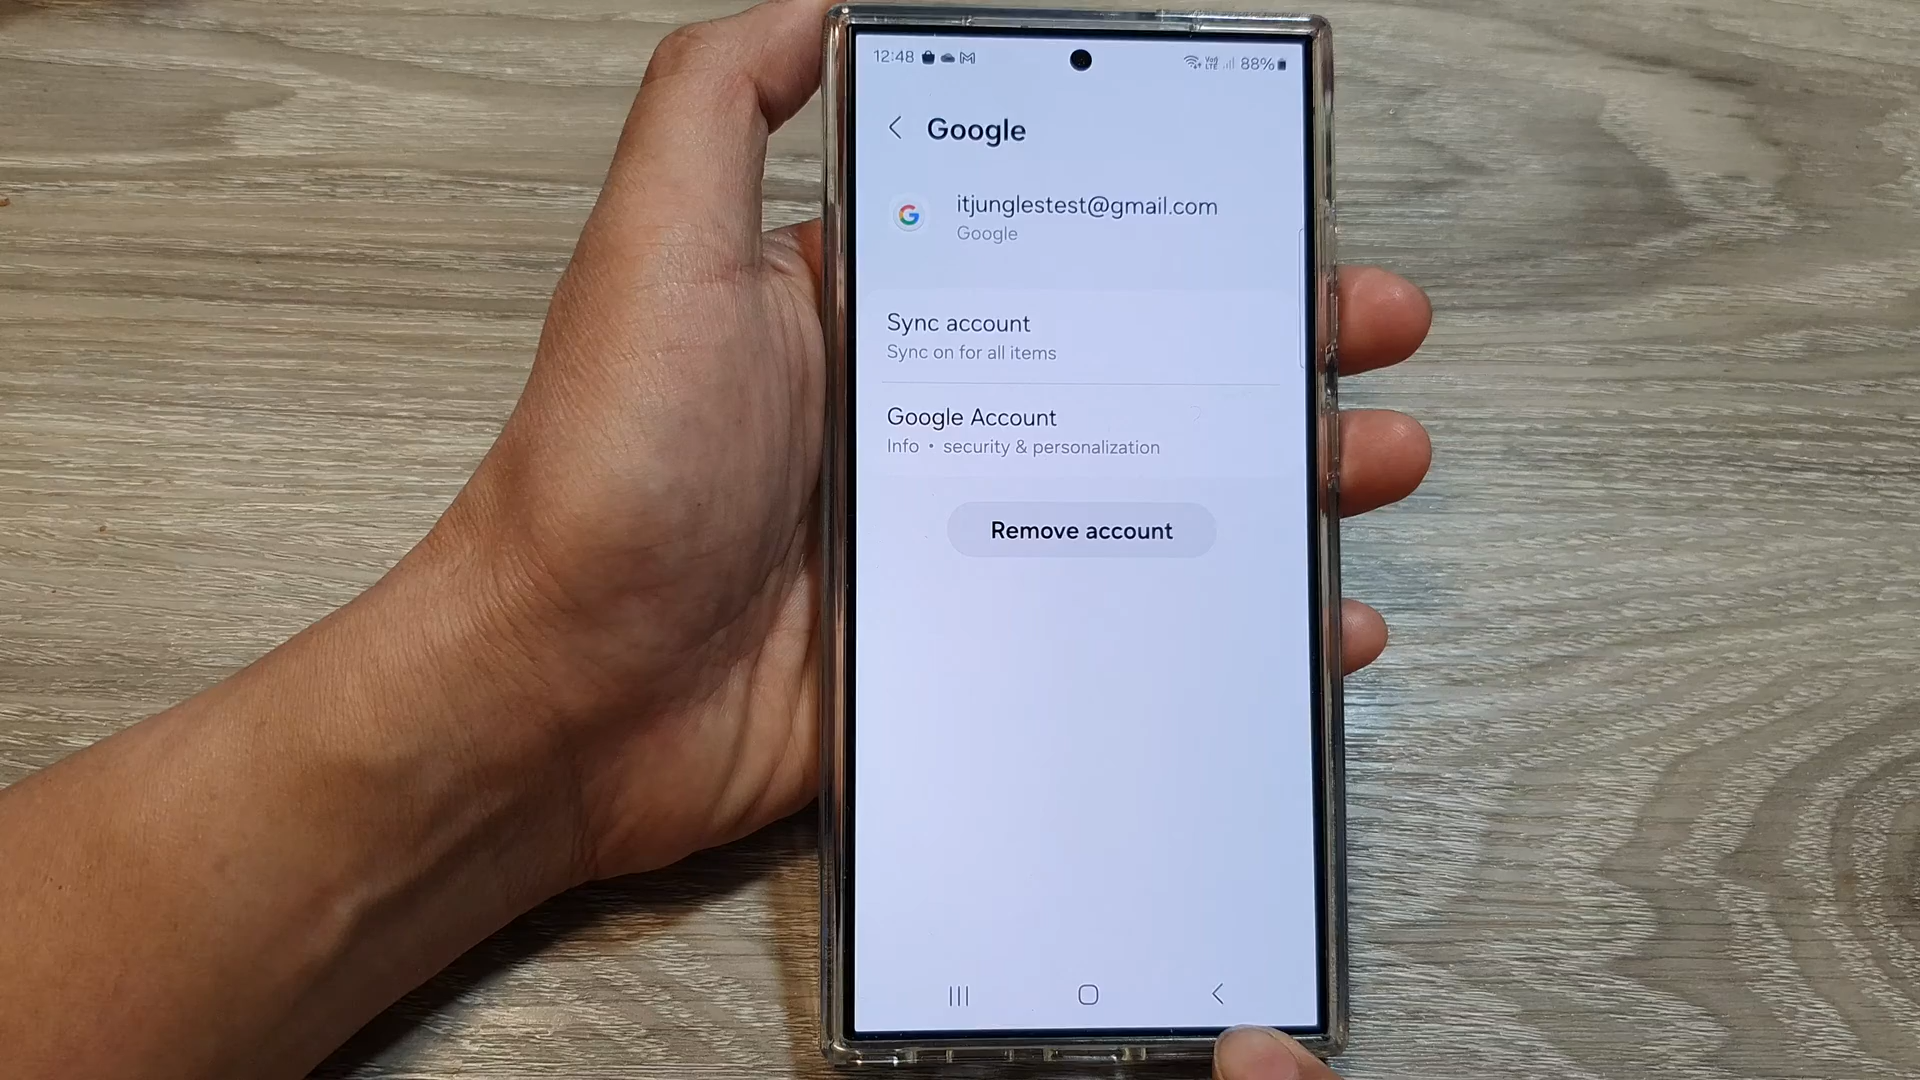 12:48 88%
Google
itjunglestest@gmail.com
Google
Sync account
Sync on for all items
Google Account
Info • security & personalization
Remove account